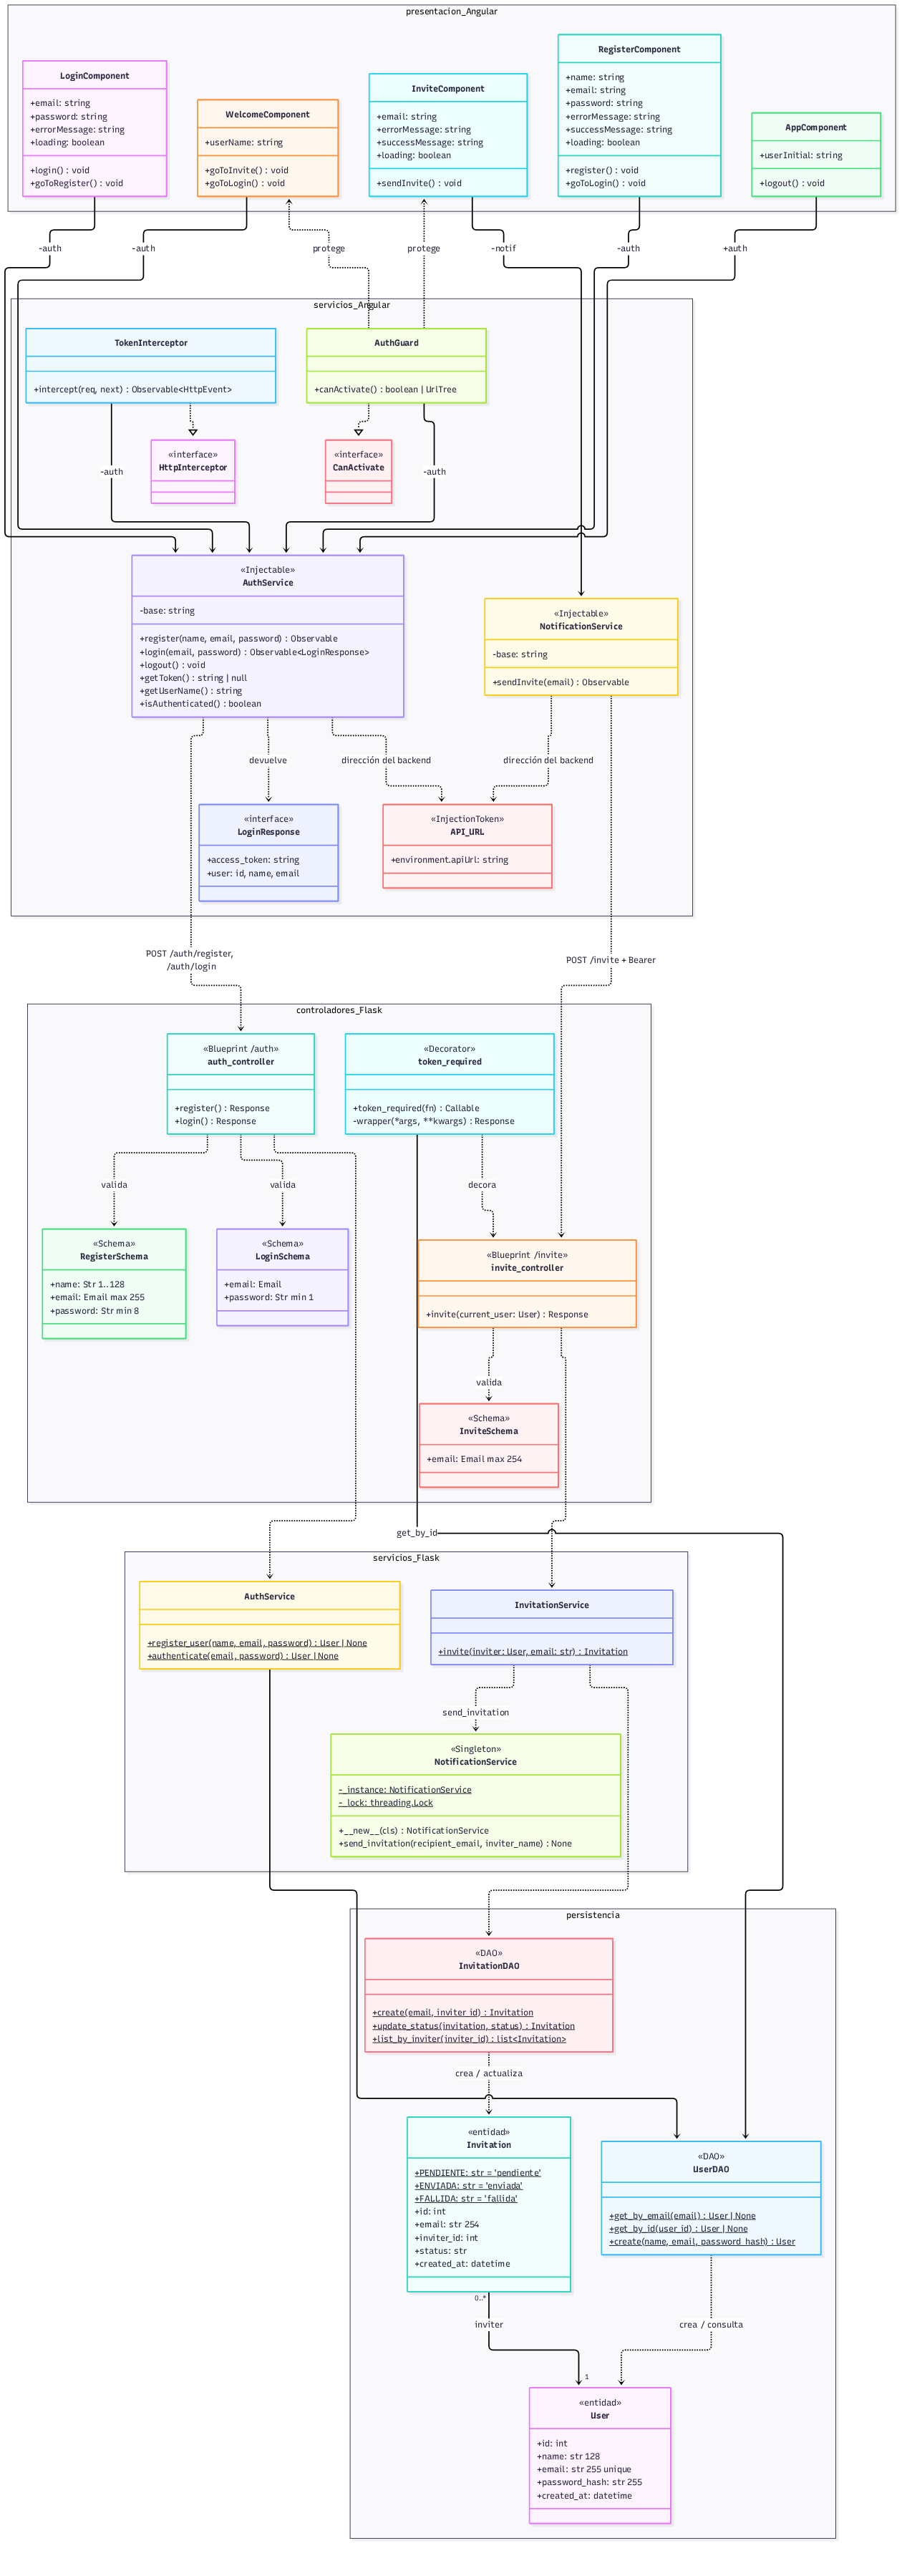 presentacion_Angular
LoginComponent
+email: string
+password: string
+errorMessage: string
+loading: boolean
+login() : void
+goToRegister() : void
WelcomeComponent
+userName: string
+goToInvite() : void
+goToLogin() : void
InviteComponent
+email: string
+errorMessage: string
+successMessage: string
+loading: boolean
+sendInvite() : void
RegisterComponent
+name: string
+email: string
+password: string
+errorMessage: string
+successMessage: string
+loading: boolean
+register() : void
+goToLogin() : void
AppComponent
+userInitial: string
+logout() : void
-auth
-auth
protege
protege
-notif
-auth
+auth
servicios_Angular
TokenInterceptor
+intercept(req, next) : Observable<HttpEvent>
AuthGuard
+canActivate() : boolean | UrlTree
-auth
«interface»
HttpInterceptor
«interface»
CanActivate
-auth
«Injectable»
AuthService
-base: string
+register(name, email, password) : Observable
+login(email, password) : Observable<LoginResponse>
+logout() : void
+getToken() : string | null
+getUserName() : string
+isAuthenticated() : boolean
«Injectable»
NotificationService
-base: string
+sendInvite(email) : Observable
devuelve
dirección del backend
dirección del backend
«interface»
LoginResponse
+access_token: string
+user: id, name, email
«InjectionToken»
API_URL
+environment.apiUrl: string
POST /auth/register,
/auth/login
POST /invite + Bearer
controladores_Flask
«Blueprint /auth»
auth_controller
+register() : Response
+login() : Response
«Decorator»
token_required
+token_required(fn) : Callable
-wrapper(*args, **kwargs) : Response
valida
valida
decora
«Schema»
RegisterSchema
+name: Str 1..128
+email: Email max 255
+password: Str min 8
«Schema»
LoginSchema
+email: Email
+password: Str min 1
«Blueprint /invite»
invite_controller
+invite(current_user: User) : Response
valida
«Schema»
InviteSchema
+email: Email max 254
get_by_id
servicios_Flask
AuthService
+register_user(name, email, password) : User | None
+authenticate(email, password) : User | None
InvitationService
+invite(inviter: User, email: str) : Invitation
send_invitation
«Singleton»
NotificationService
-_instance: NotificationService
-_lock: threading.Lock
+__new__(cls) : NotificationService
+send_invitation(recipient_email, inviter_name) : None
persistencia
«DAO»
InvitationDAO
+create(email, inviter_id) : Invitation
+update_status(invitation, status) : Invitation
+list_by_inviter(inviter_id) : list<Invitation>
crea / actualiza
«entidad»
Invitation
+PENDIENTE: str = 'pendiente'
+ENVIADA: str = 'enviada'
+FALLIDA: str = 'fallida'
+id: int
+email: str 254
+inviter_id: int
+status: str
+created_at: datetime
«DAO»
UserDAO
+get_by_email(email) : User | None
+get_by_id(user_id) : User | None
+create(name, email, password_hash) : User
0..*
inviter
crea / consulta
1
«entidad»
User
+id: int
+name: str 128
+email: str 255 unique
+password_hash: str 255
+created_at: datetime